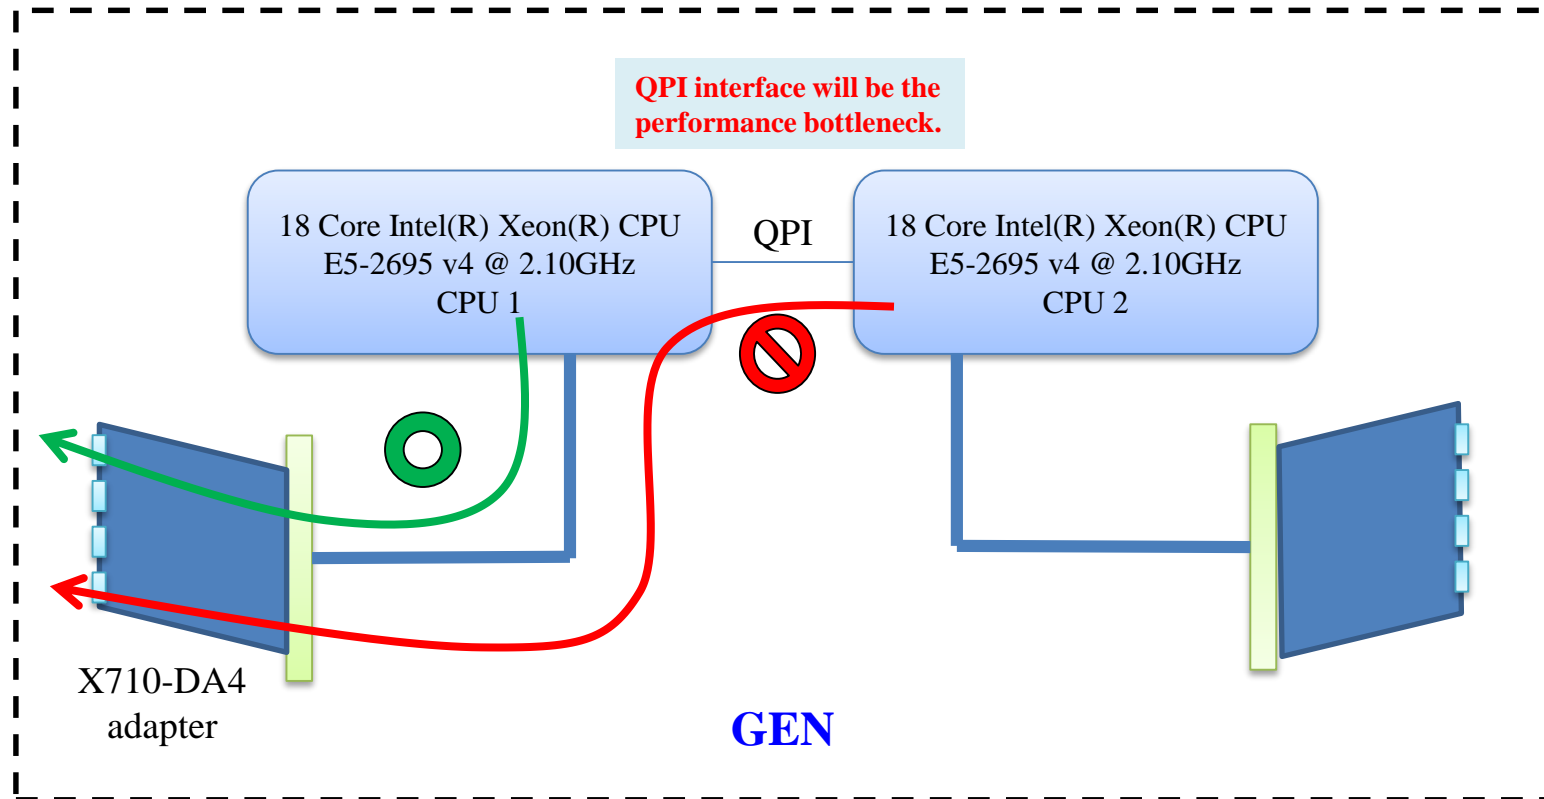 QPI interface will be the
performance bottleneck.
18 Core Intel(R) Xeon(R) CPU
E5-2695 v4 @ 2.10GHz
CPU 1
QPI
18 Core Intel(R) Xeon(R) CPU
E5-2695 v4 @ 2.10GHz
CPU 2
X710-DA4
adapter
GEN